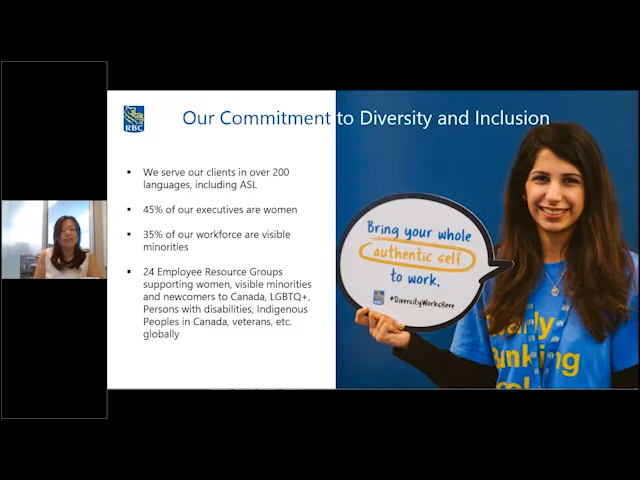 RBC
Our Commitment to Diversity and Inclusion
▪ We serve our clients in over 200
languages, including ASL
▪ 45% of our executives are women
▪ 35% of our workforce are visible
minorities
▪ 24 Employee Resource Groups
supporting women, visible minorities
and newcomers to Canada, LGBTQ+,
Persons with disabilities, Indigenous
Peoples in Canada, veterans, etc.
globally
Bring your whole
authentic self
to work.
RBC
#DiversityWorksHere